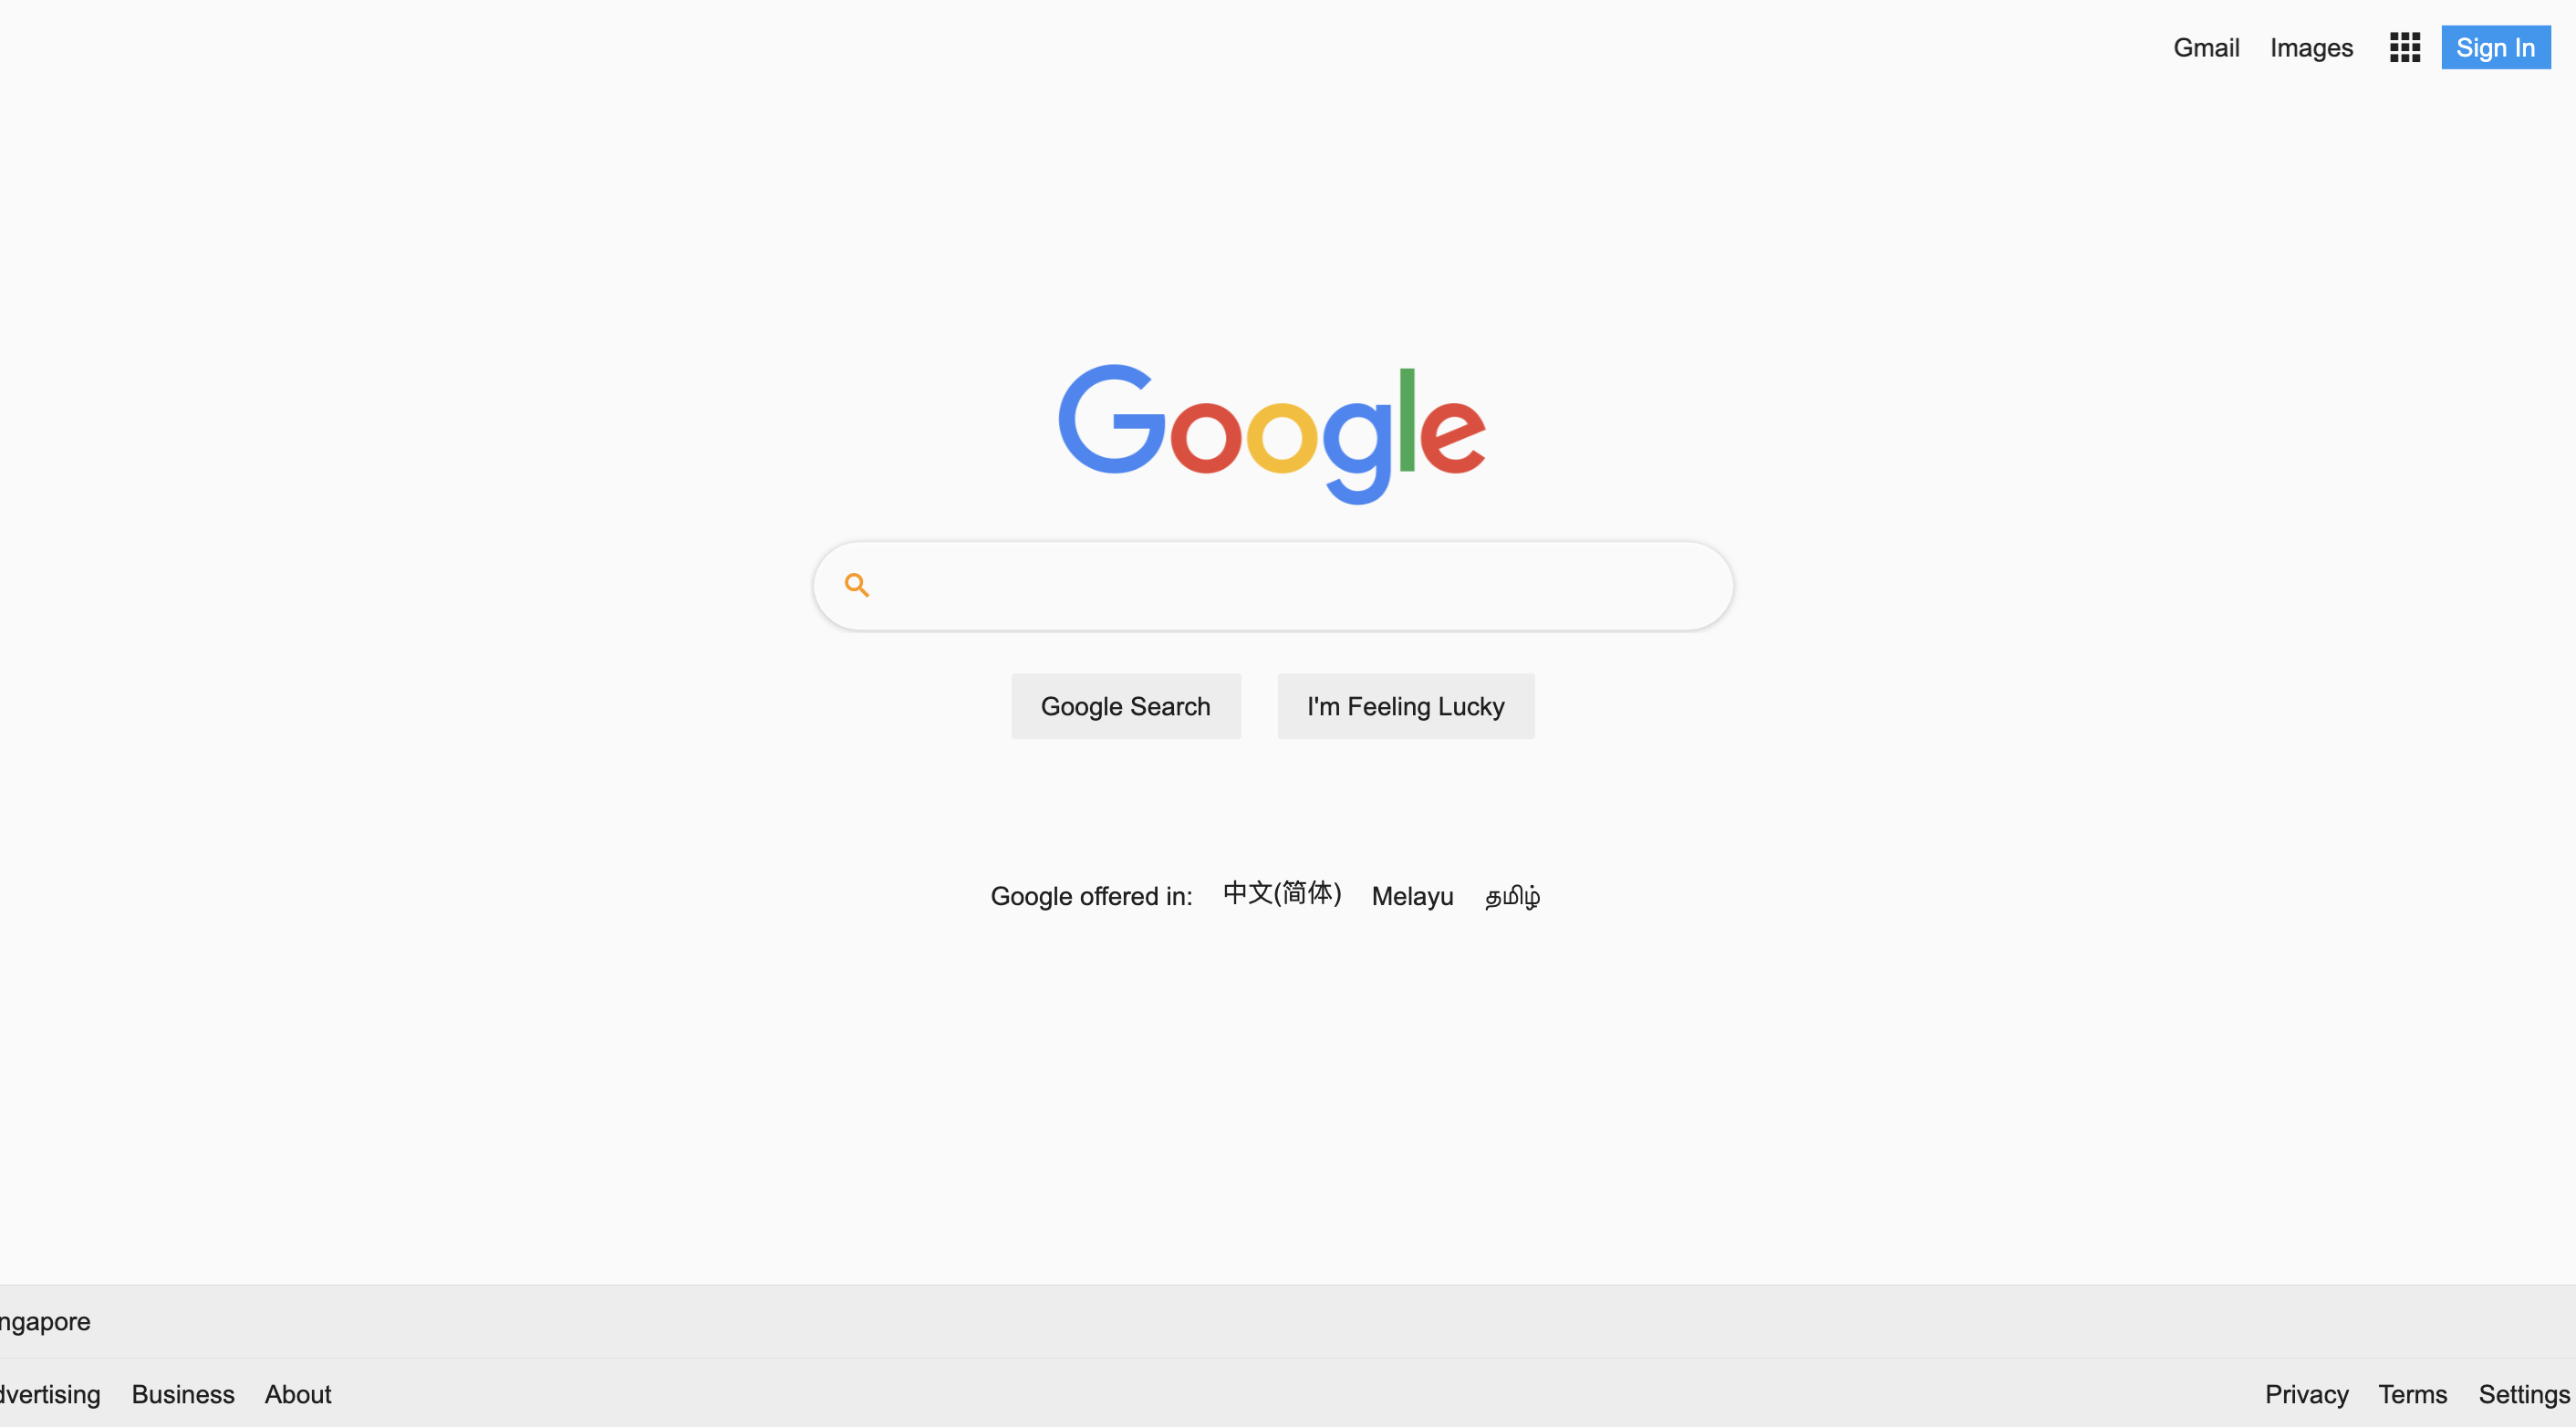 Gmail Images Sign In
Google
Google Search I'm Feeling Lucky
Google offered in: 中文(简体) Melayu தமிழ்
ngapore
dvertising Business About Privacy Terms Settings